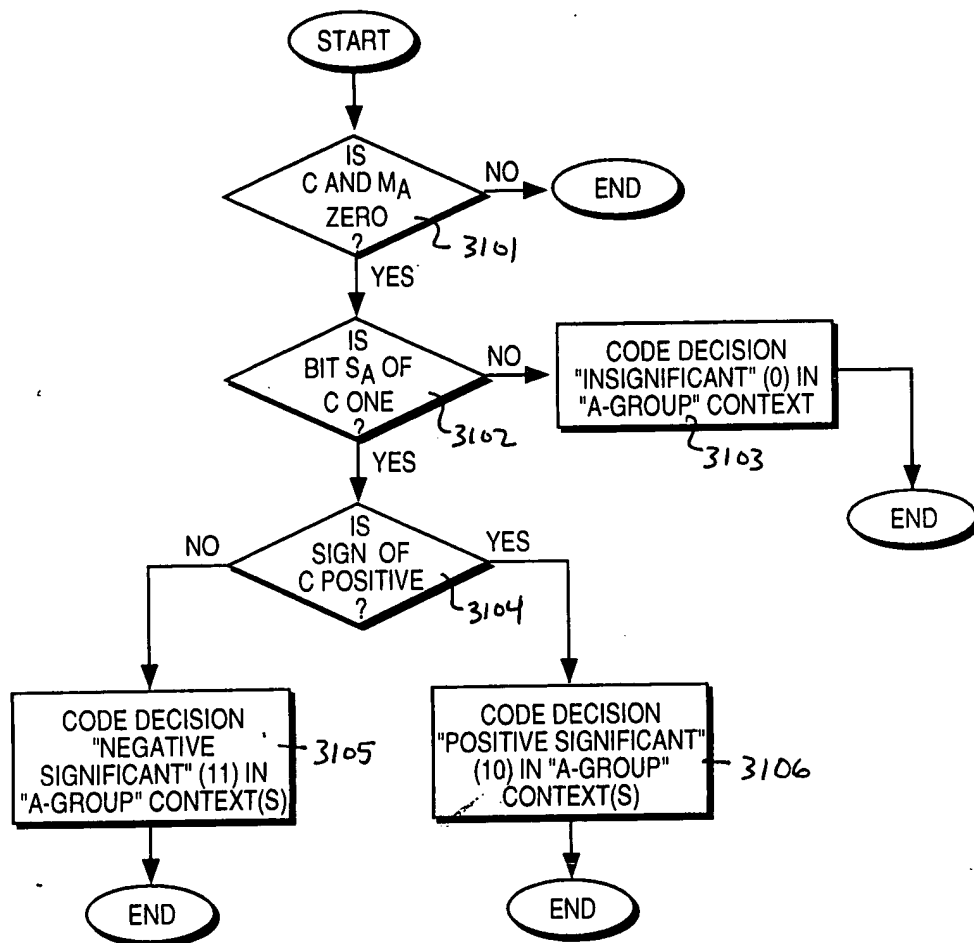 START
IS
C AND MA
ZERO
?
3101
NO
END
YES
IS
BIT SA OF
C ONE
?
3102
NO
CODE DECISION
"INSIGNIFICANT" (0) IN
"A-GROUP" CONTEXT
3103
END
YES
IS
SIGN OF
C POSITIVE
?
3104
NO
YES
CODE DECISION
"NEGATIVE
SIGNIFICANT" (11) IN
"A-GROUP" CONTEXT(S)
3105
CODE DECISION
"POSITIVE SIGNIFICANT"
(10) IN "A-GROUP"
CONTEXT(S)
3106
END
END